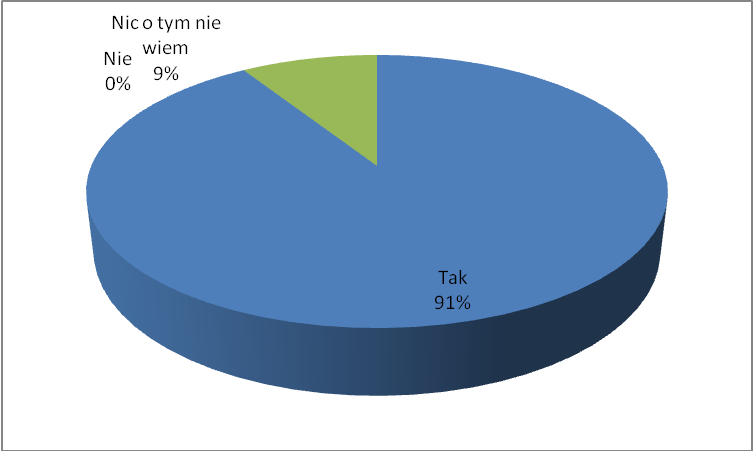 Nic o tym nie
wiem
9%
Nie
0%
Tak
91%